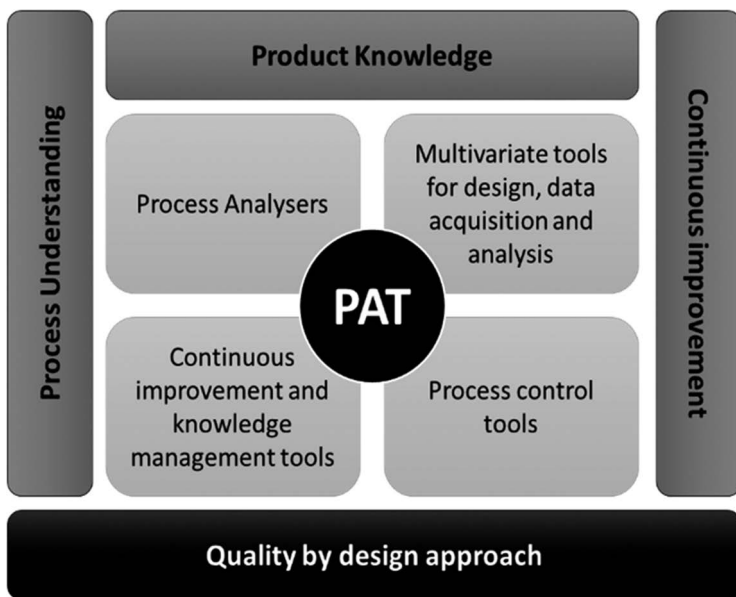 Product Knowledge
Process Understanding
Continuous improvement
Process Analysers
Multivariate tools
for design, data
acquisition and
analysis
PAT
Continuous
improvement and
knowledge
management tools
Process control
tools
Quality by design approach